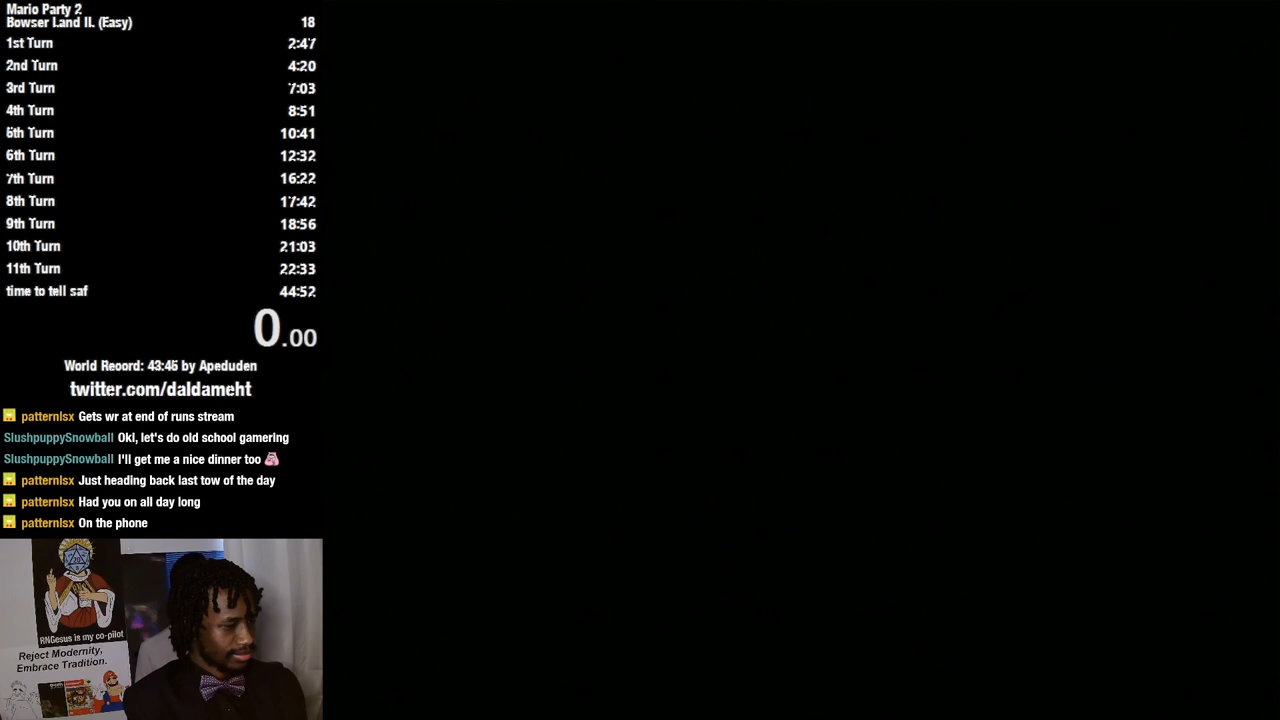 Mario Party 2
Bowser Land IL (Easy) 18
1st Turn 2:47
2nd Turn 4:20
3rd Turn 7:03
4th Turn 8:51
5th Turn 10:41
6th Turn 12:32
7th Turn 16:22
8th Turn 17:42
9th Turn 18:56
10th Turn 21:03
11th Turn 22:33
time to tell saf 44:52
0.00
World Record: 43:45 by Apeduden
twitter.com/daldameht
patternlsx Gets wr at end of runs stream
SlushpuppySnowball Oki, let's do old school gamering
SlushpuppySnowball I'll get me a nice dinner too
patternlsx Just heading back last tow of the day
patternlsx Had you on all day long
patternlsx On the phone
RNGesus is my co-pilot
Reject Modernity,
Embrace Tradition.